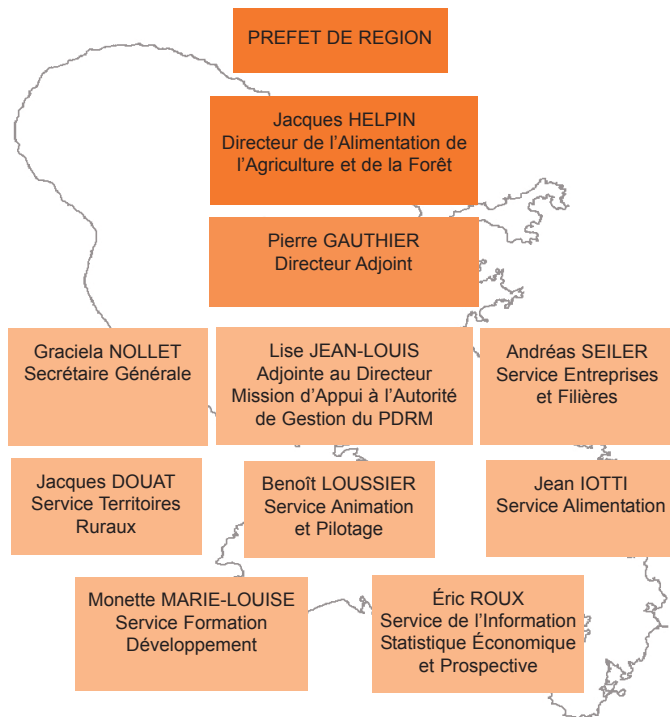 PREFET DE REGION
Jacques HELPIN
Directeur de l'Alimentation de
l'Agriculture et de la Forêt
Pierre GAUTHIER
Directeur Adjoint
Graciela NOLLET
Secrétaire Générale
Lise JEAN-LOUIS
Adjointe au Directeur
Mission d'Appui à l'Autorité
de Gestion du PDRM
Andréas SEILER
Service Entreprises
et Filières
Jacques DOUAT
Service Territoires
Ruraux
Benoît LOUSSIER
Service Animation
et Pilotage
Jean IOTTI
Service Alimentation
Monette MARIE-LOUISE
Service Formation
Développement
Éric ROUX
Service de l'Information
Statistique Économique
et Prospective